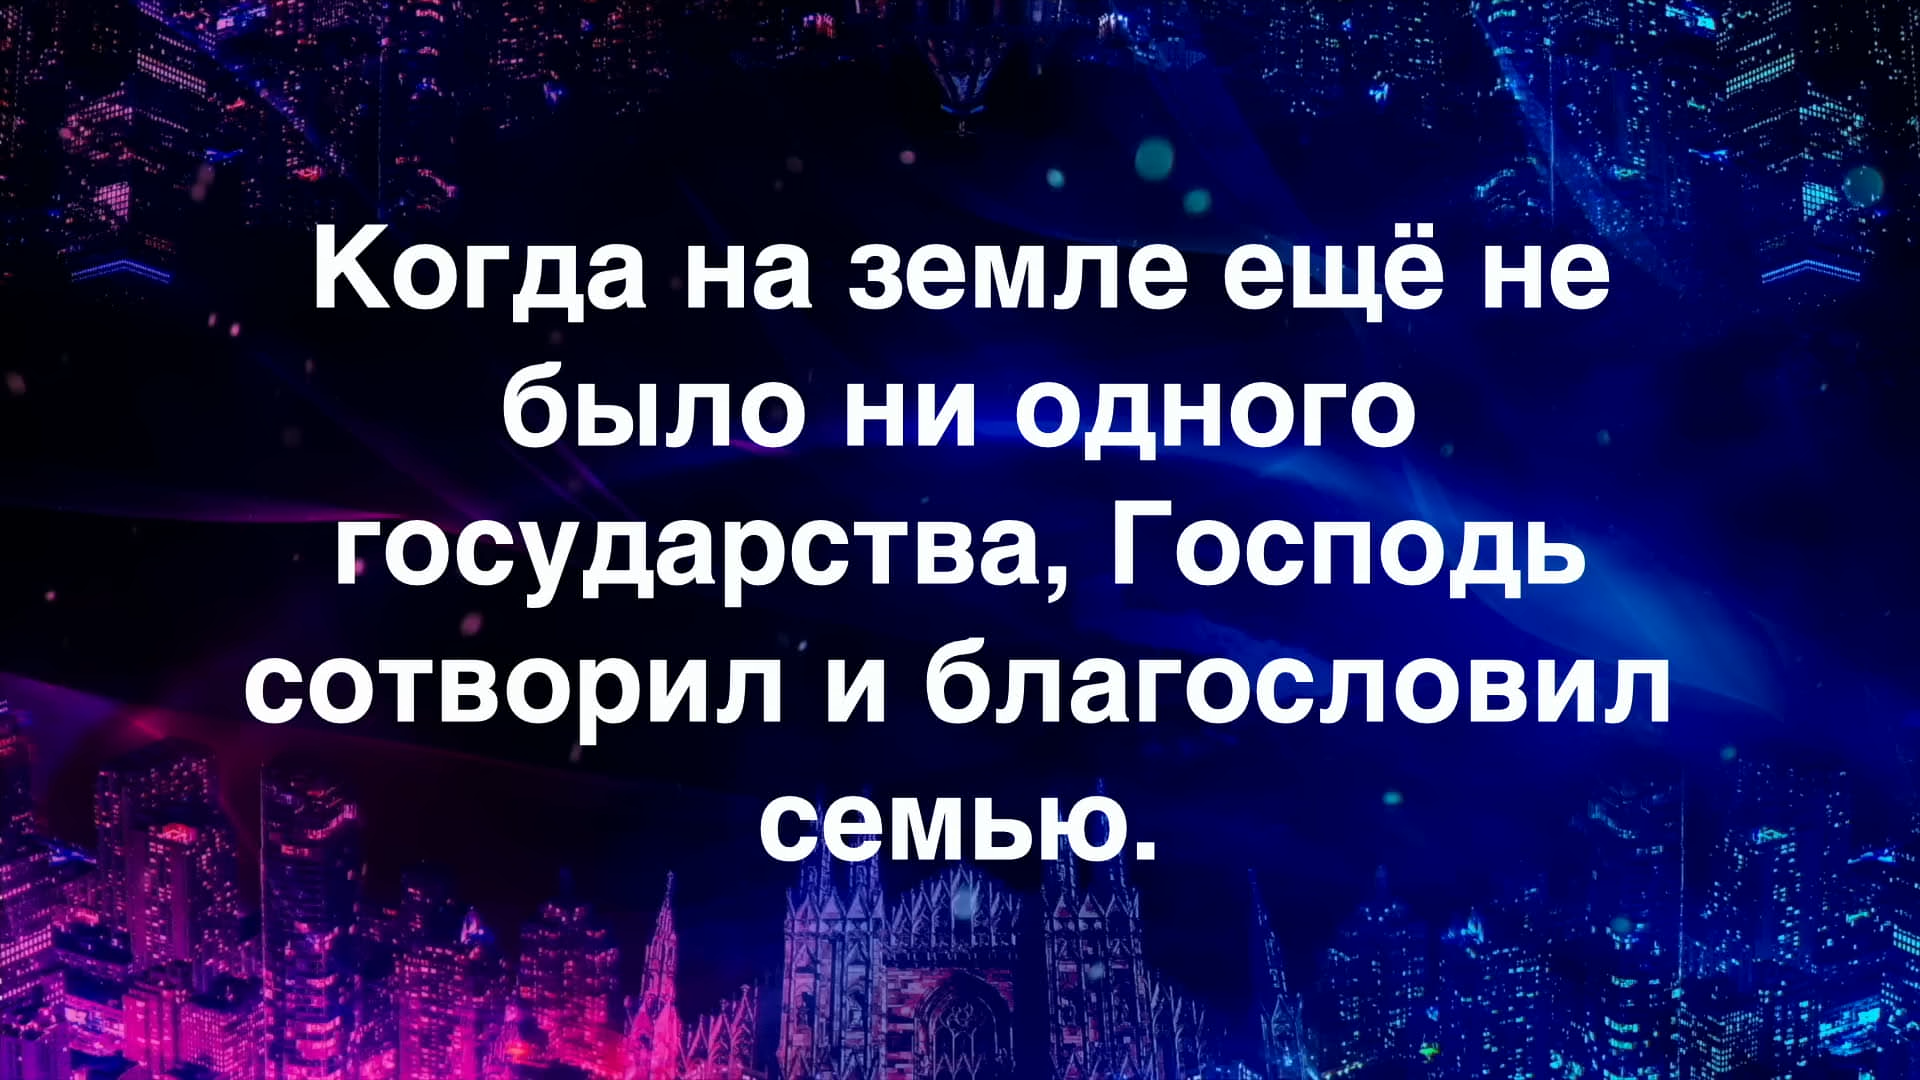 Когда на земле ещё не
было ни одного
государства, Господь
сотворил и благословил
семью.